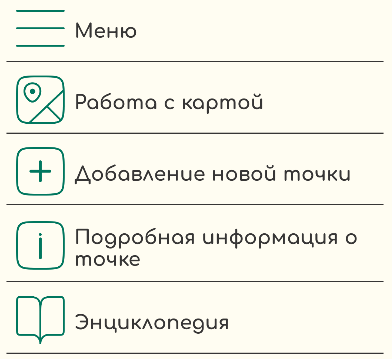 Меню
Работа с картой
Добавление новой точки
Подробная информация о
точке
Энциклопедия